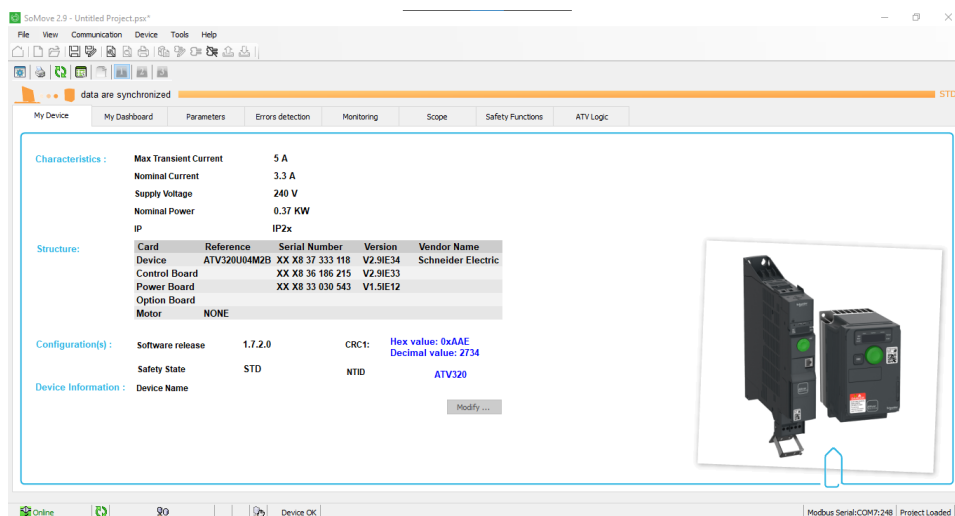 SoMove 2.9 - Untitled Project.psx*
File View Communication Device Tools Help
1 2 3
data are synchronized STD
My Device My Dashboard Parameters Errors detection Monitoring Scope Safety Functions ATV Logic
Characteristics : Max Transient Current 5 A
Nominal Current 3.3 A
Supply Voltage 240 V
Nominal Power 0.37 KW
IP IP2x
Structure: Card Reference Serial Number Version Vendor Name
Device ATV320U04M2B XX X8 37 333 118 V2.9IE34 Schneider Electric
Control Board XX X8 36 186 215 V2.9IE33
Power Board XX X8 33 030 543 V1.5IE12
Option Board
Motor NONE
Configuration(s) : Software release 1.7.2.0 CRC1: Hex value: 0xAAE
Decimal value: 2734
Safety State STD NTID ATV320
Device Information : Device Name
Modify ...
Online Device OK Modbus Serial:COM7:248 Project Loaded